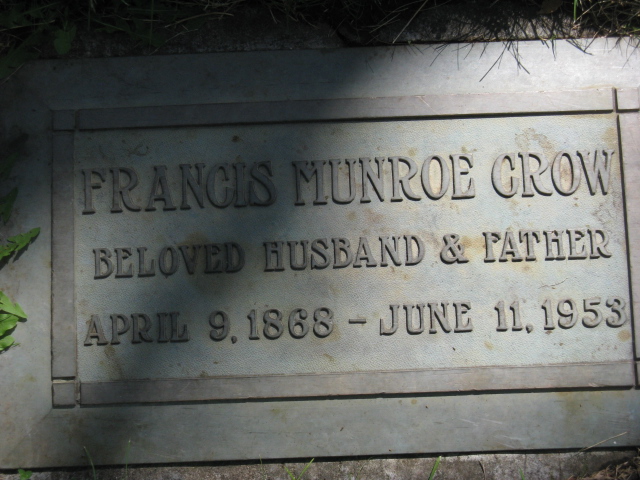 FRANCIS MUNROE CROW
BELOVED HUSBAND & FATHER
APRIL 9, 1868 - JUNE 11, 1953